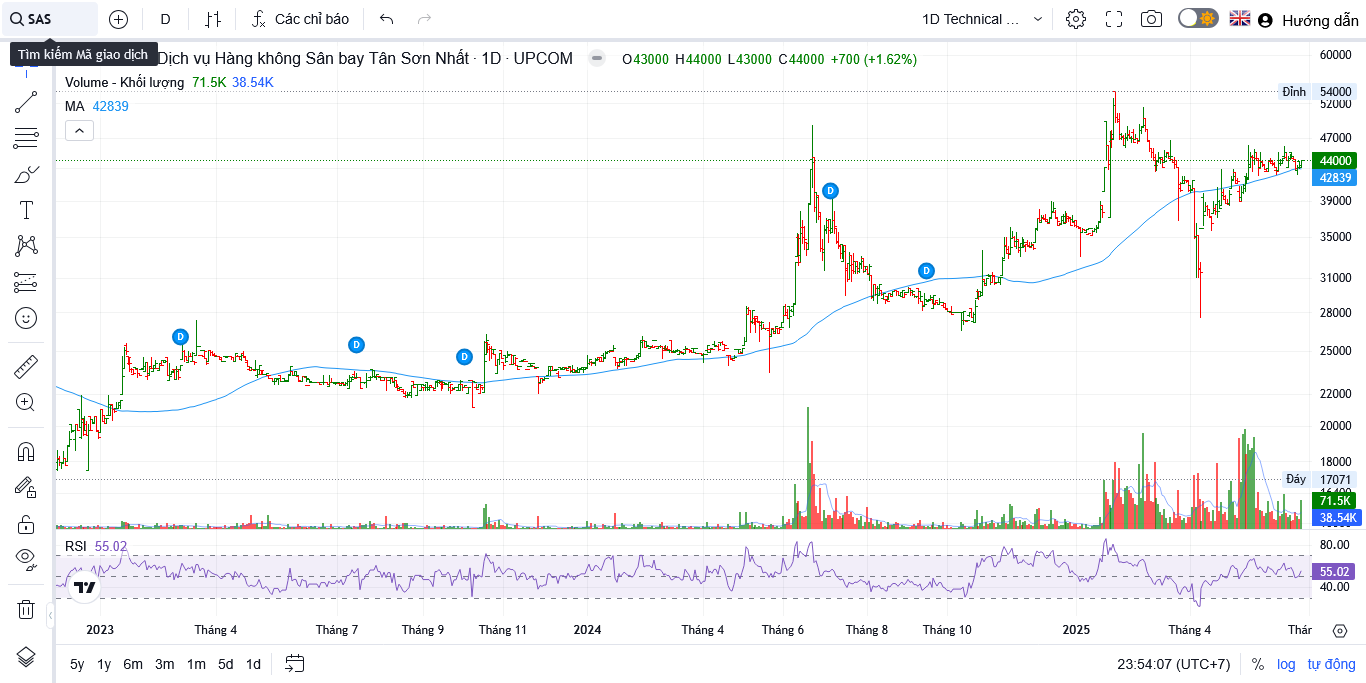 SAS
D
Các chỉ báo
1D Technical ...
Hướng dẫn
Tìm kiếm Mã giao dịch
Dịch vụ Hàng không Sân bay Tân Sơn Nhất · 1D · UPCOM O43000 H44000 L43000 C44000 +700 (+1.62%)
Volume - Khối lượng 71.5K 38.54K
MA 42839
60000
Đỉnh 54000
52000
47000
44000
42839
39000
35000
31000
28000
25000
22000
20000
18000
Đáy 17071
71.5K
38.54K
D
D
D
D
D
RSI 55.02
80.00
55.02
40.00
2023 Tháng 4 Tháng 7 Tháng 9 Tháng 11 2024 Tháng 4 Tháng 6 Tháng 8 Tháng 10 2025 Tháng 4 Thár
5y 1y 6m 3m 1m 5d 1d
23:54:07 (UTC+7) % log tự động